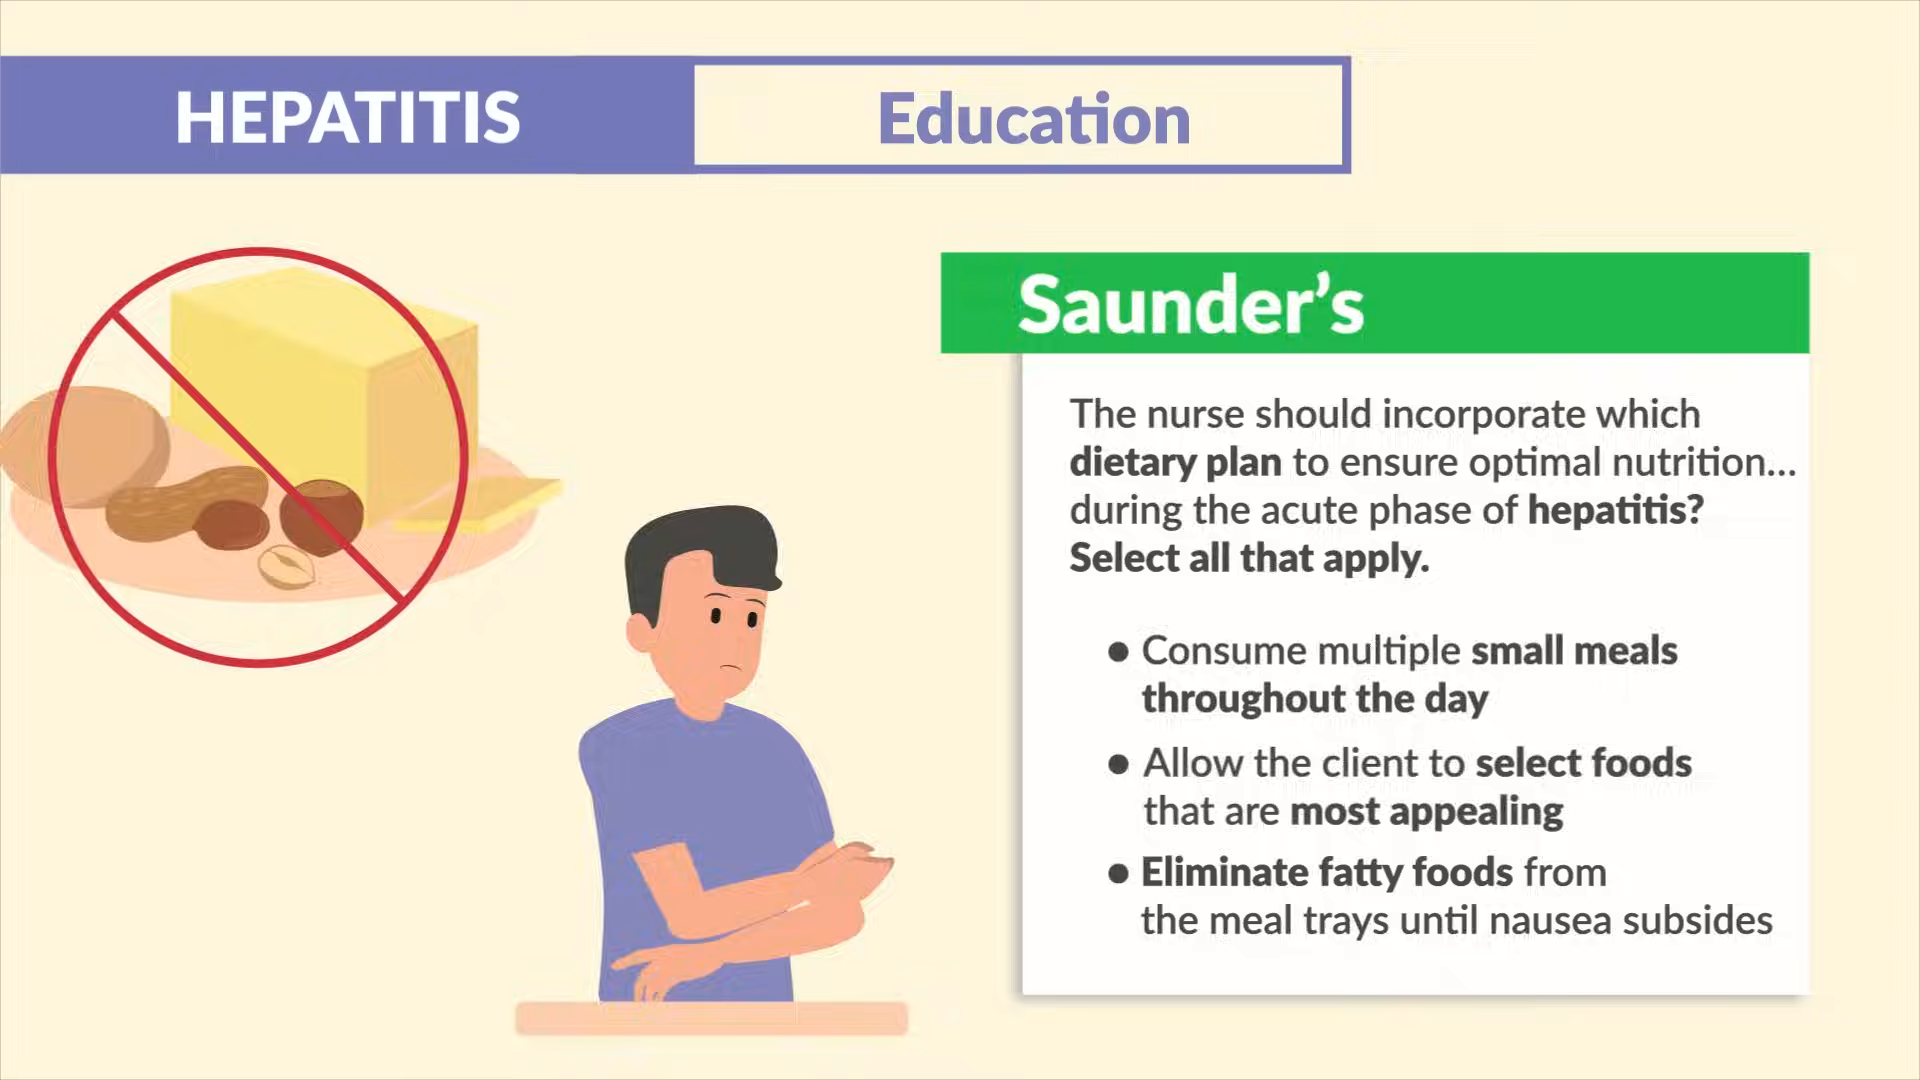 HEPATITIS
Education
Saunder’s
The nurse should incorporate which
dietary plan to ensure optimal nutrition...
during the acute phase of hepatitis?
Select all that apply.
● Consume multiple small meals
throughout the day
● Allow the client to select foods
that are most appealing
● Eliminate fatty foods from
the meal trays until nausea subsides